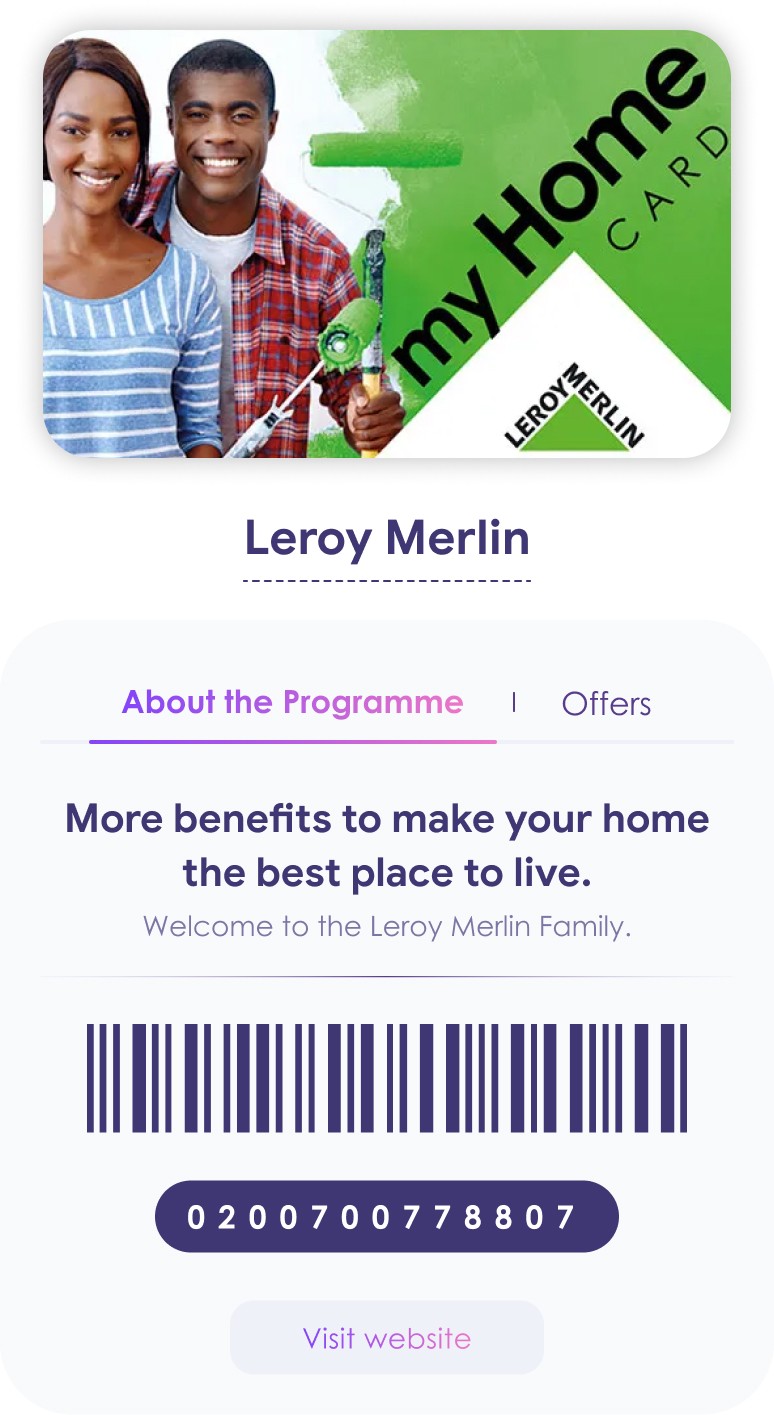 my Home
CARD
LEROY MERLIN
Leroy Merlin
About the Programme | Offers
More benefits to make your home
the best place to live.
Welcome to the Leroy Merlin Family.
0200700778807
Visit website